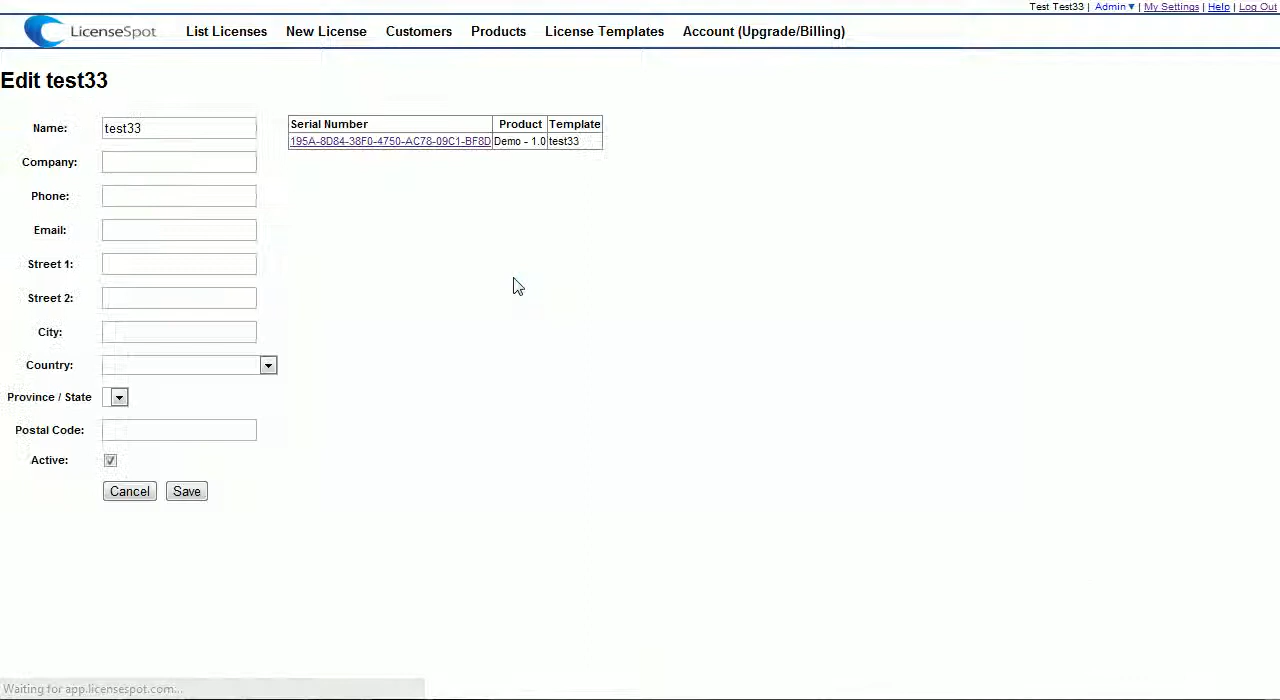 Test Test33 | Admin ▼ | My Settings | Help | Log Out
LicenseSpot List Licenses New License Customers Products License Templates Account (Upgrade/Billing)
Edit test33
Name: test33
Serial Number Product Template
195A-8D84-38F0-4750-AC78-09C1-BF8D Demo - 1.0 test33
Company:
Phone:
Email:
Street 1:
Street 2:
City:
Country:
Province / State
Postal Code:
Active:
Cancel Save
Waiting for app.licensespot.com...